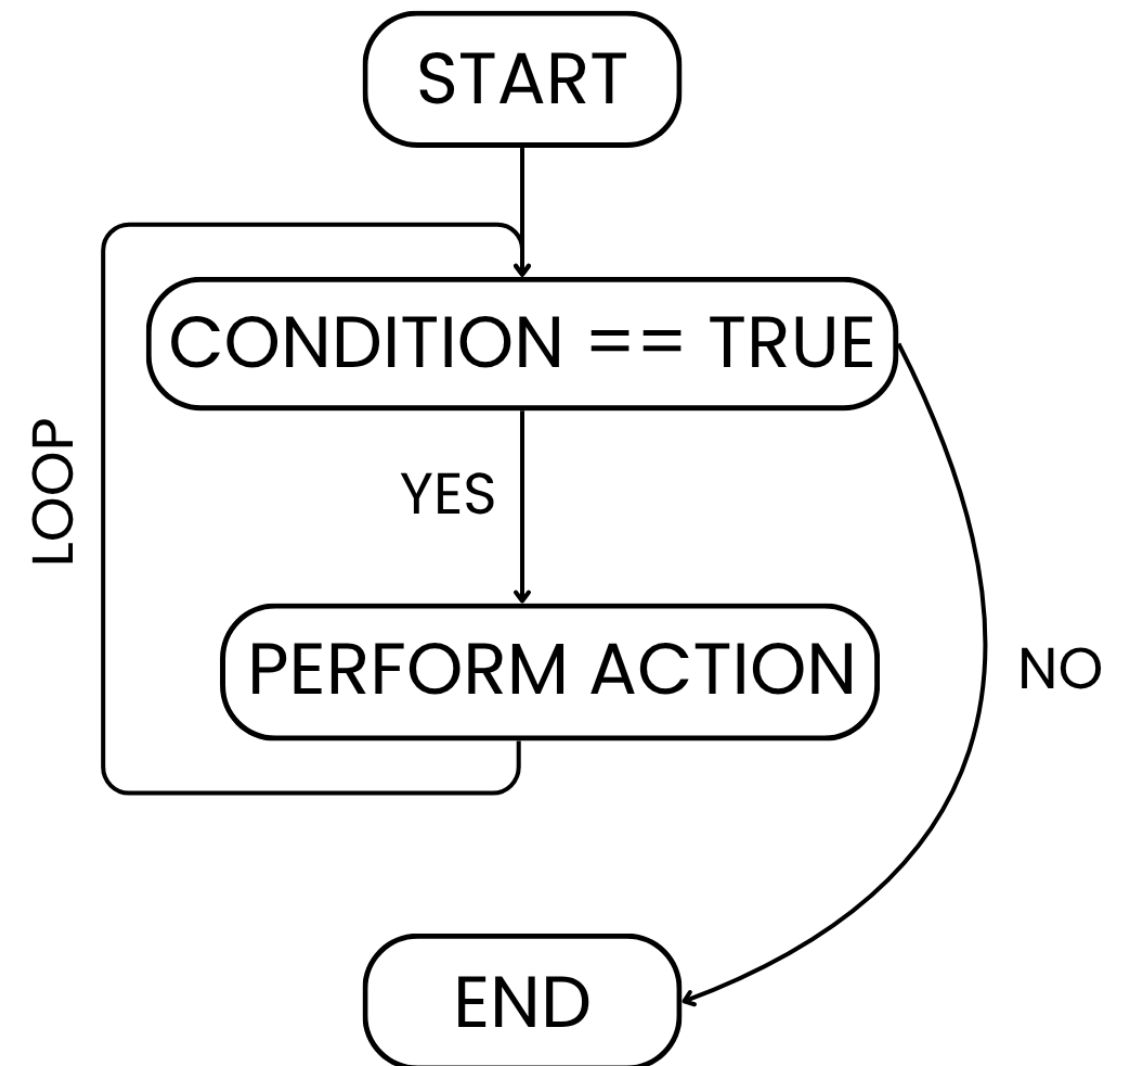 START
CONDITION == TRUE
LOOP
YES
PERFORM ACTION
NO
END